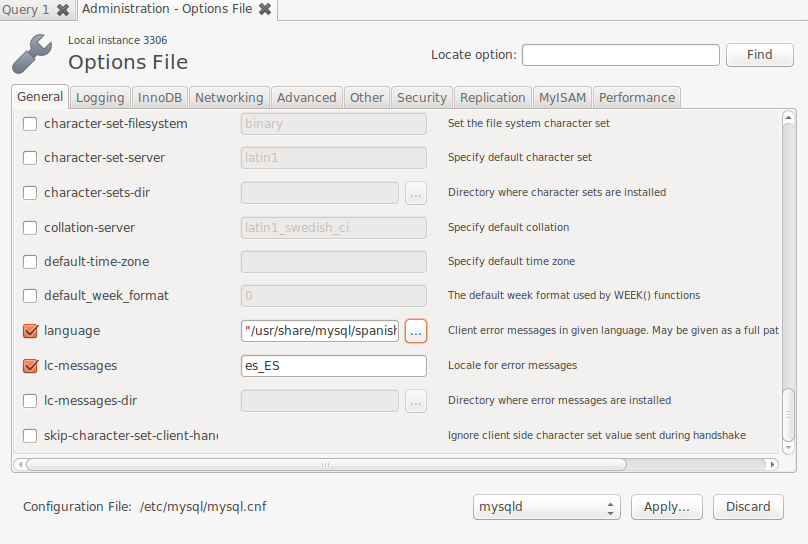 Query 1 Administration - Options File
Local instance 3306
Options File
Locate option: Find
General Logging InnoDB Networking Advanced Other Security Replication MyISAM Performance
character-set-filesystem binary Set the file system character set
character-set-server latin1 Specify default character set
character-sets-dir ... Directory where character sets are installed
collation-server latin1_swedish_ci Specify default collation
default-time-zone Specify default time zone
default_week_format 0 The default week format used by WEEK() functions
language "/usr/share/mysql/spanish ... Client error messages in given language. May be given as a full pat
lc-messages es_ES Locale for error messages
lc-messages-dir ... Directory where error messages are installed
skip-character-set-client-han Ignore client side character set value sent during handshake
Configuration File: /etc/mysql/mysql.cnf mysqld Apply... Discard